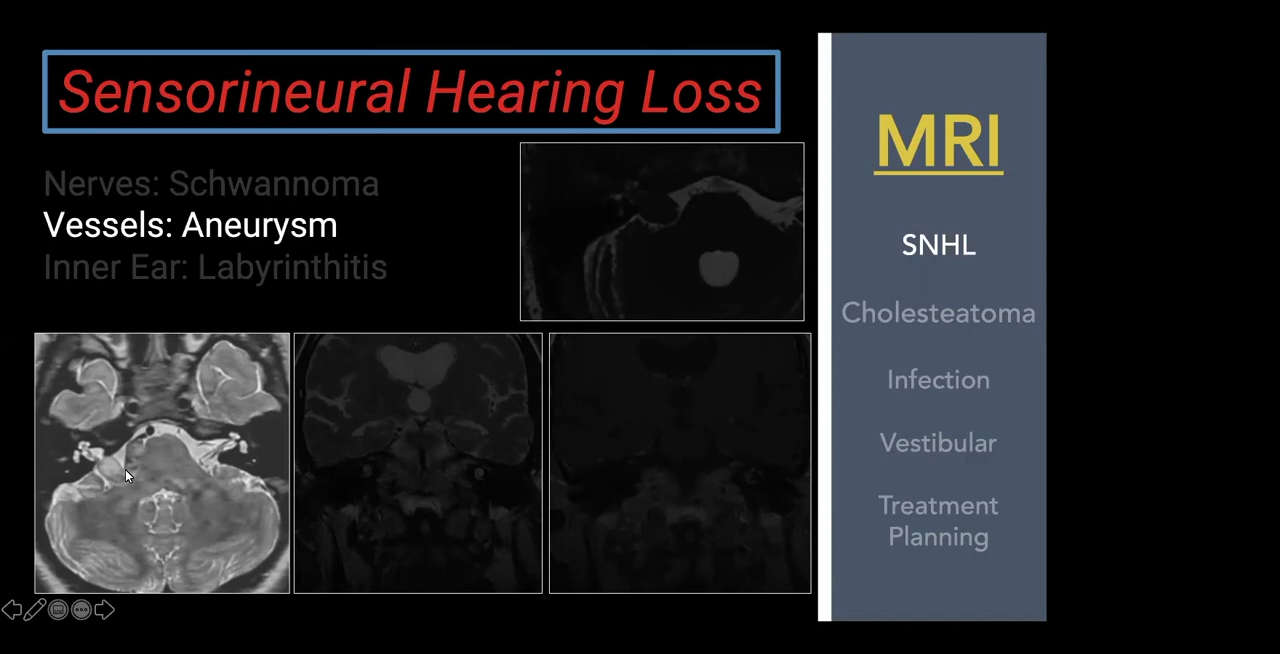 Sensorineural Hearing Loss
Nerves: Schwannoma
Vessels: Aneurysm
Inner Ear: Labyrinthitis
MRI
SNHL
Cholesteatoma
Infection
Vestibular
Treatment
Planning